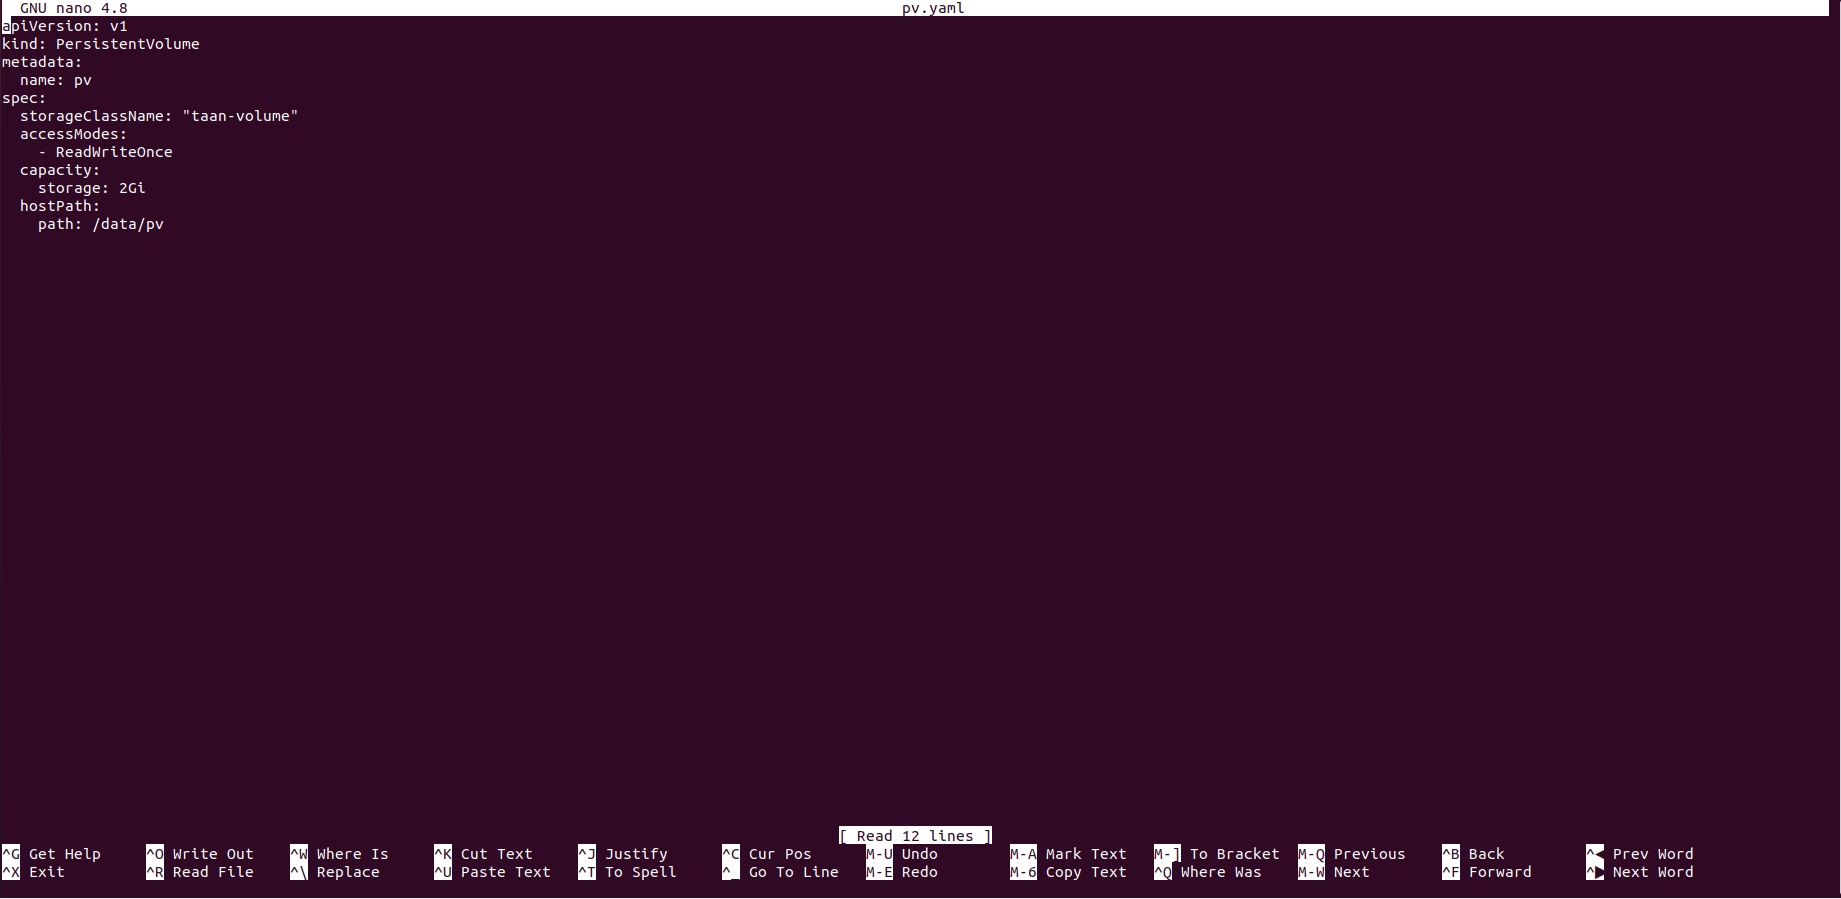 GNU nano 4.8 pv.yaml
apiVersion: v1
kind: PersistentVolume
metadata:
  name: pv
spec:
  storageClassName: "taan-volume"
  accessModes:
    - ReadWriteOnce
  capacity:
    storage: 2Gi
  hostPath:
    path: /data/pv
[ Read 12 lines ]
^G Get Help ^O Write Out ^W Where Is ^K Cut Text ^J Justify ^C Cur Pos M-U Undo M-A Mark Text M-] To Bracket M-Q Previous ^B Back ^◀ Prev Word
^X Exit ^R Read File ^\ Replace ^U Paste Text ^T To Spell ^_ Go To Line M-E Redo M-6 Copy Text ^Q Where Was M-W Next ^F Forward ^▶ Next Word